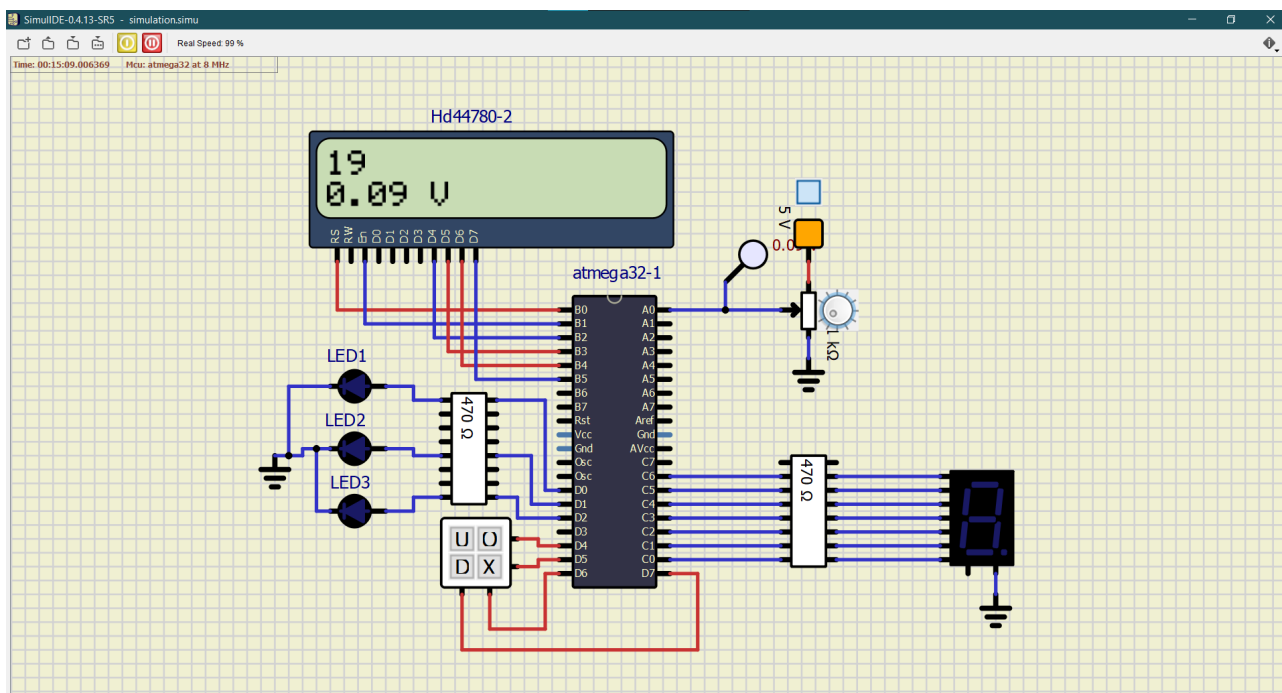 SimulIDE-0.4.13-SR5 - simulation.simu
Real Speed: 99 %
Time: 00:15:09.006369 Mcu: atmega32 at 8 MHz
Hd44780-2
19
0.09 V
RS RW En D0 D1 D2 D3 D4 D5 D6 D7
5 V
0.09
atmega32-1
B0 A0
B1 A1
B2 A2
B3 A3
B4 A4
B5 A5
B6 A6
B7 A7
Rst Aref
Vcc Gnd
Gnd AVcc
Osc C7
Osc C6
D0 C5
D1 C4
D2 C3
D3 C2
D4 C1
D5 C0
D6 D7
1 kΩ
LED1
LED2
LED3
470 Ω
470 Ω
U O
D X